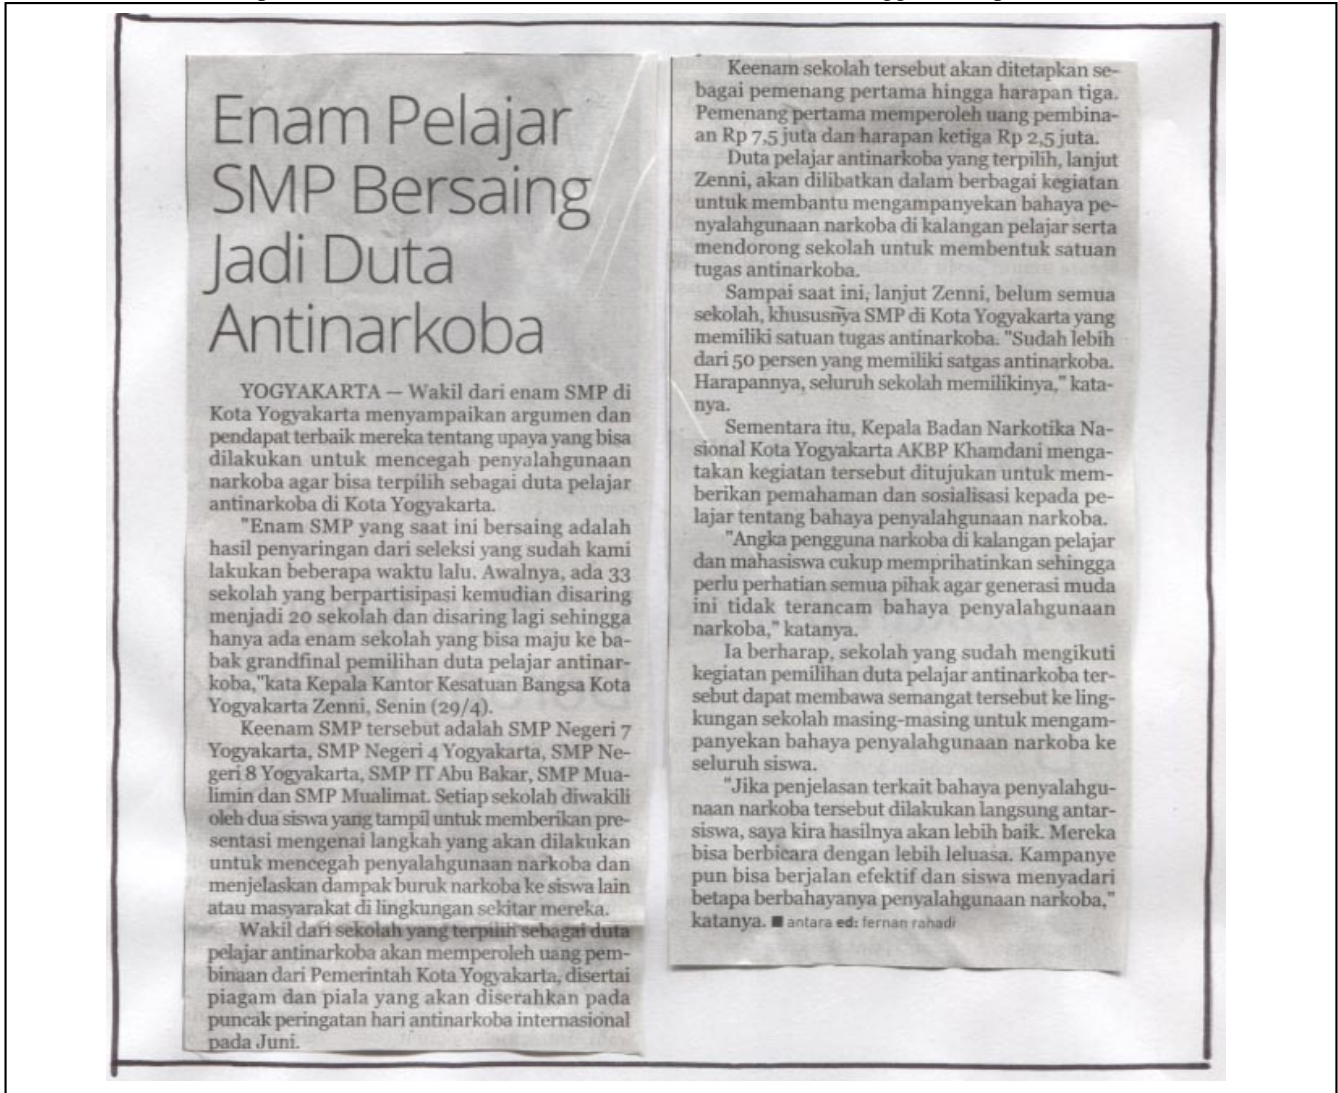 Enam Pelajar
SMP Bersaing
Jadi Duta
Antinarkoba
YOGYAKARTA — Wakil dari enam SMP di
Kota Yogyakarta menyampaikan argumen dan
pendapat terbaik mereka tentang upaya yang bisa
dilakukan untuk mencegah penyalahgunaan
narkoba agar bisa terpilih sebagai duta pelajar
antinarkoba di Kota Yogyakarta.
"Enam SMP yang saat ini bersaing adalah
hasil penyaringan dari seleksi yang sudah kami
lakukan beberapa waktu lalu. Awalnya, ada 33
sekolah yang berpartisipasi kemudian disaring
menjadi 20 sekolah dan disaring lagi sehingga
hanya ada enam sekolah yang bisa maju ke ba-
bak grandfinal pemilihan duta pelajar antinar-
koba,"kata Kepala Kantor Kesatuan Bangsa Kota
Yogyakarta Zenni, Senin (29/4).
Keenam SMP tersebut adalah SMP Negeri 7
Yogyakarta, SMP Negeri 4 Yogyakarta, SMP Ne-
geri 8 Yogyakarta, SMP IT Abu Bakar, SMP Mua-
limin dan SMP Mualimat. Setiap sekolah diwakili
oleh dua siswa yang tampil untuk memberikan pre-
sentasi mengenai langkah yang akan dilakukan
untuk mencegah penyalahgunaan narkoba dan
menjelaskan dampak buruk narkoba ke siswa lain
atau masyarakat di lingkungan sekitar mereka.
Wakil dari sekolah yang terpilih sebagai duta
pelajar antinarkoba akan memperoleh uang pem-
binaan dari Pemerintah Kota Yogyakarta, disertai
piagam dan piala yang akan diserahkan pada
puncak peringatan hari antinarkoba internasional
pada Juni.
Keenam sekolah tersebut akan ditetapkan se-
bagai pemenang pertama hingga harapan tiga.
Pemenang pertama memperoleh uang pembina-
an Rp 7,5 juta dan harapan ketiga Rp 2,5 juta.
Duta pelajar antinarkoba yang terpilih, lanjut
Zenni, akan dilibatkan dalam berbagai kegiatan
untuk membantu mengampanyekan bahaya pe-
nyalahgunaan narkoba di kalangan pelajar serta
mendorong sekolah untuk membentuk satuan
tugas antinarkoba.
Sampai saat ini, lanjut Zenni, belum semua
sekolah, khususnya SMP di Kota Yogyakarta yang
memiliki satuan tugas antinarkoba. "Sudah lebih
dari 50 persen yang memiliki satgas antinarkoba.
Harapannya, seluruh sekolah memilikinya," kata-
nya.
Sementara itu, Kepala Badan Narkotika Na-
sional Kota Yogyakarta AKBP Khamdani menga-
takan kegiatan tersebut ditujukan untuk mem-
berikan pemahaman dan sosialisasi kepada pe-
lajar tentang bahaya penyalahgunaan narkoba.
"Angka pengguna narkoba di kalangan pelajar
dan mahasiswa cukup memprihatinkan sehingga
perlu perhatian semua pihak agar generasi muda
ini tidak terancam bahaya penyalahgunaan
narkoba," katanya.
Ia berharap, sekolah yang sudah mengikuti
kegiatan pemilihan duta pelajar antinarkoba ter-
sebut dapat membawa semangat tersebut ke ling-
kungan sekolah masing-masing untuk mengam-
panyekan bahaya penyalahgunaan narkoba ke
seluruh siswa.
"Jika penjelasan terkait bahaya penyalahgu-
naan narkoba tersebut dilakukan langsung antar-
siswa, saya kira hasilnya akan lebih baik. Mereka
bisa berbicara dengan lebih leluasa. Kampanye
pun bisa berjalan efektif dan siswa menyadari
betapa berbahayanya penyalahgunaan narkoba,"
katanya. ■ antara ed: fernan rahadi